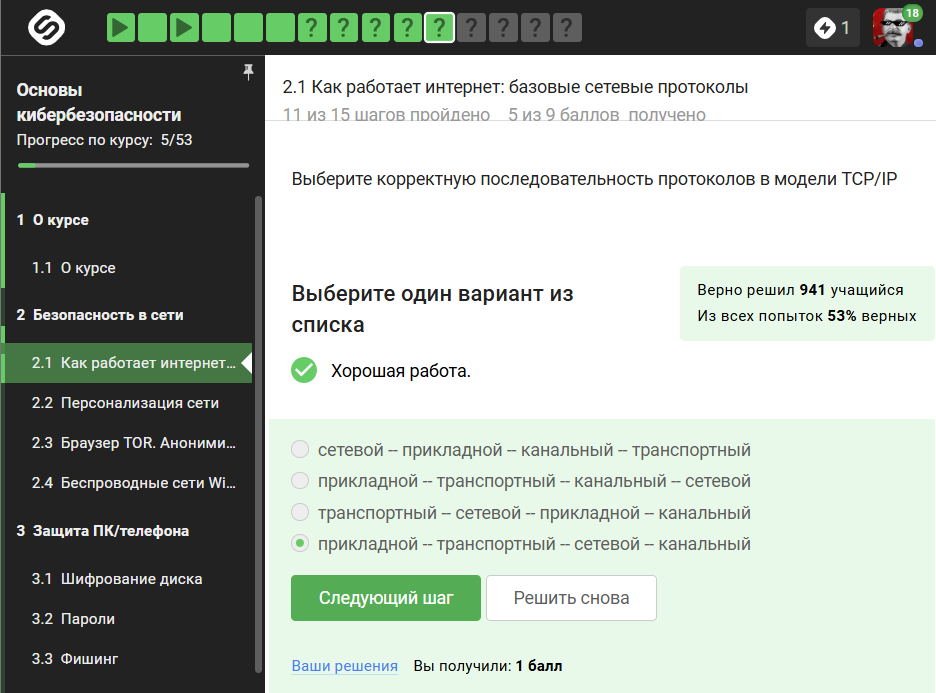 ? ? ? ? ? ? ? ? ?
1
18
Основы
кибербезопасности
Прогресс по курсу: 5/53
1 О курсе
1.1 О курсе
2 Безопасность в сети
2.1 Как работает интернет...
2.2 Персонализация сети
2.3 Браузер TOR. Аноними...
2.4 Беспроводные сети Wi...
3 Защита ПК/телефона
3.1 Шифрование диска
3.2 Пароли
3.3 Фишинг
2.1 Как работает интернет: базовые сетевые протоколы
11 из 15 шагов пройдено 5 из 9 баллов получено
Выберите корректную последовательность протоколов в модели TCP/IP
Выберите один вариант из
списка
Верно решил 941 учащийся
Из всех попыток 53% верных
Хорошая работа.
сетевой -- прикладной -- канальный -- транспортный
прикладной -- транспортный -- канальный -- сетевой
транспортный -- сетевой -- прикладной -- канальный
прикладной -- транспортный -- сетевой -- канальный
Следующий шаг
Решить снова
Ваши решения Вы получили: 1 балл